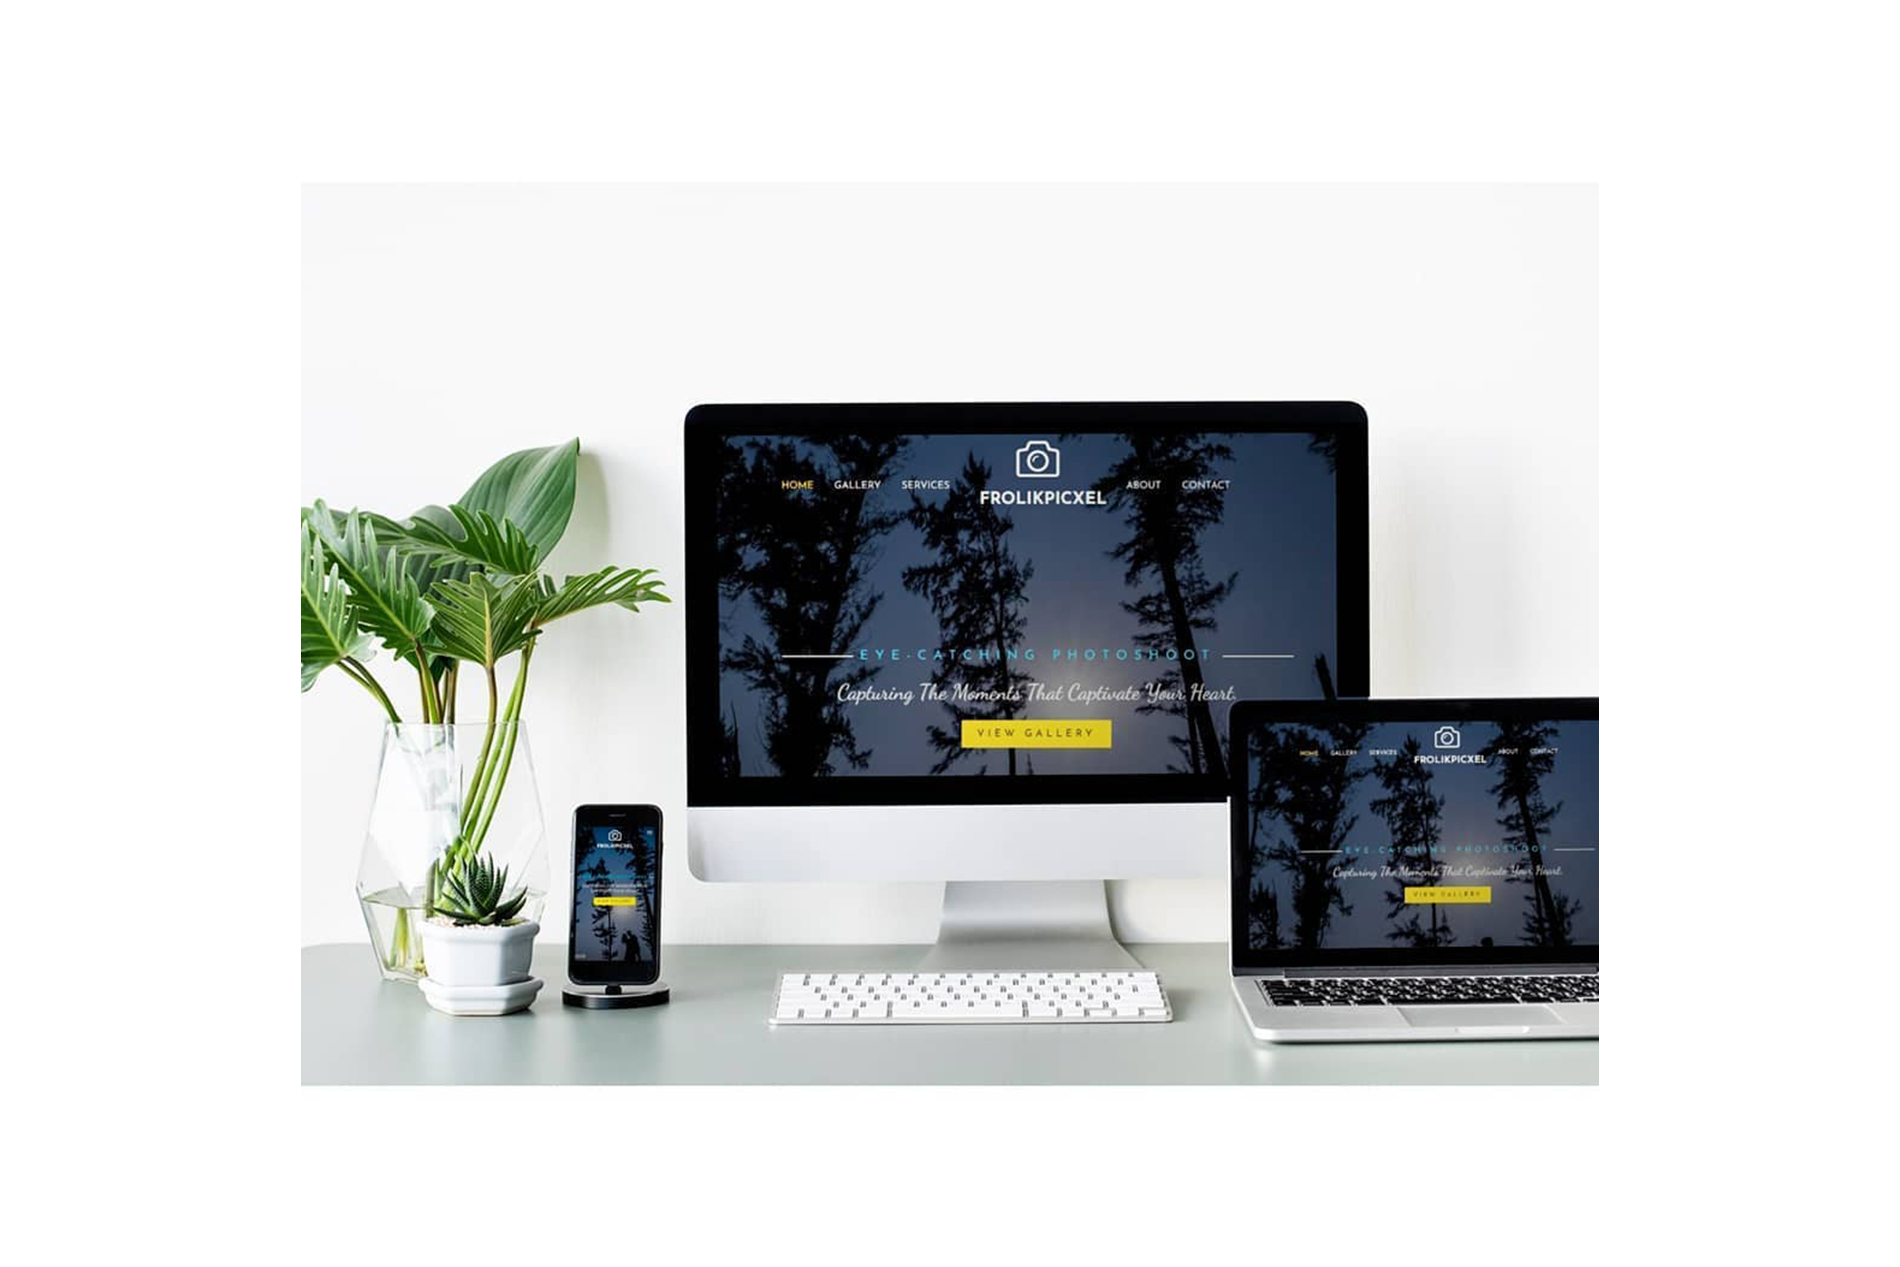 HOME GALLERY SERVICES ABOUT CONTACT
FROLIKPICXEL
EYE-CATCHING PHOTOSHOOT
Capturing The Moments That Captivate Your Heart.
VIEW GALLERY
FROLIKPICXEL
HOME GALLERY SERVICES ABOUT CONTACT
FROLIKPICXEL
EYE-CATCHING PHOTOSHOOT
Capturing The Moments That Captivate Your Heart.
VIEW GALLERY